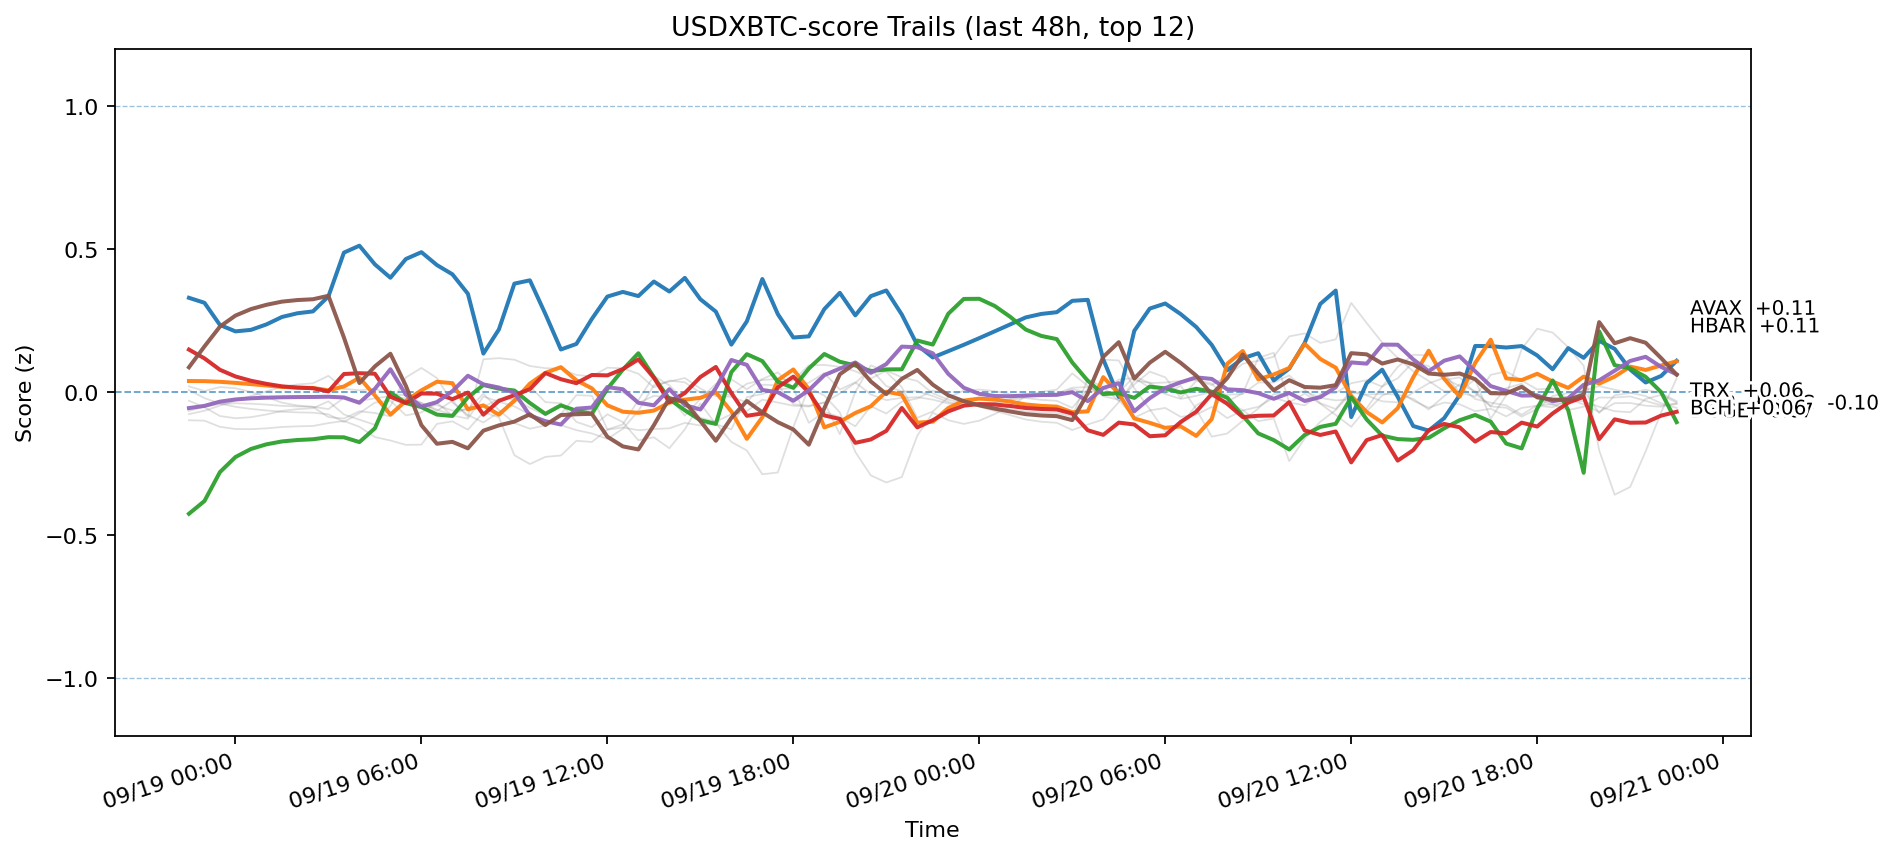 USDXBTC-score Trails (last 48h, top 12)
Score (z)
1.0
0.5
0.0
−0.5
−1.0
AVAX +0.11
HBAR +0.11
TRX +0.06
-0.10
BCH +0.06
09/19 00:00
09/19 06:00
09/19 12:00
09/19 18:00
09/20 00:00
09/20 06:00
09/20 12:00
09/20 18:00
09/21 00:00
Time